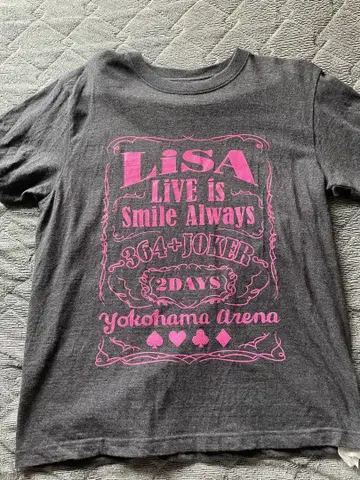 LiSA
LiVE is
Smile Always
364+JOKER
2DAYS
Yokohama Arena